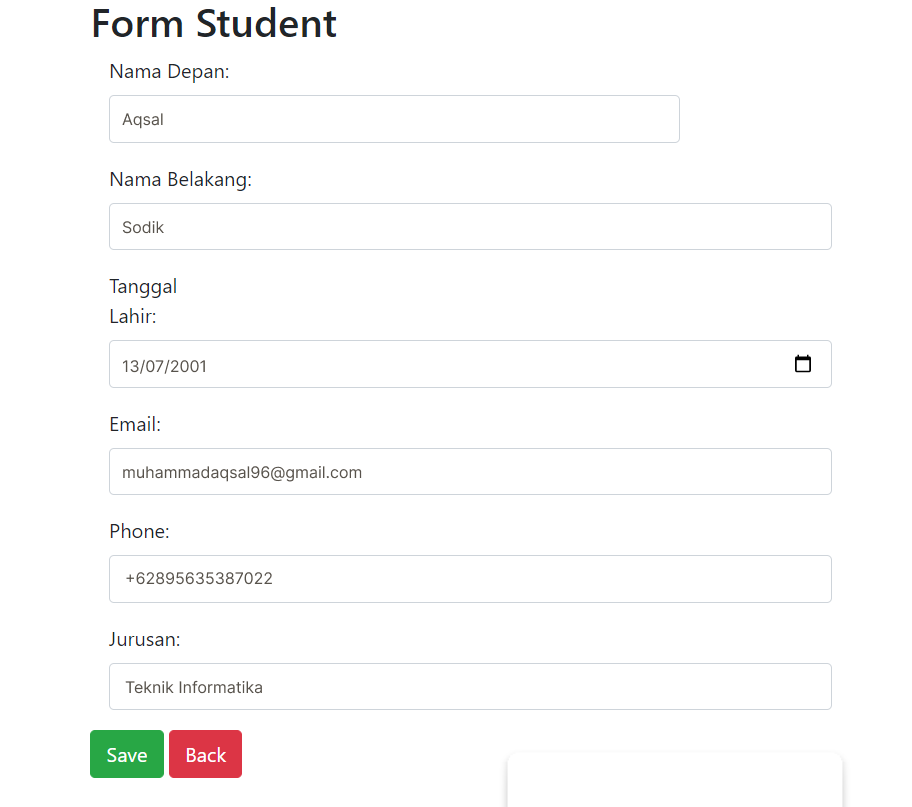 Form Student
Nama Depan:
Aqsal
Nama Belakang:
Sodik
Tanggal
Lahir:
13/07/2001
Email:
muhammadaqsal96@gmail.com
Phone:
+62895635387022
Jurusan:
Teknik Informatika
Save Back